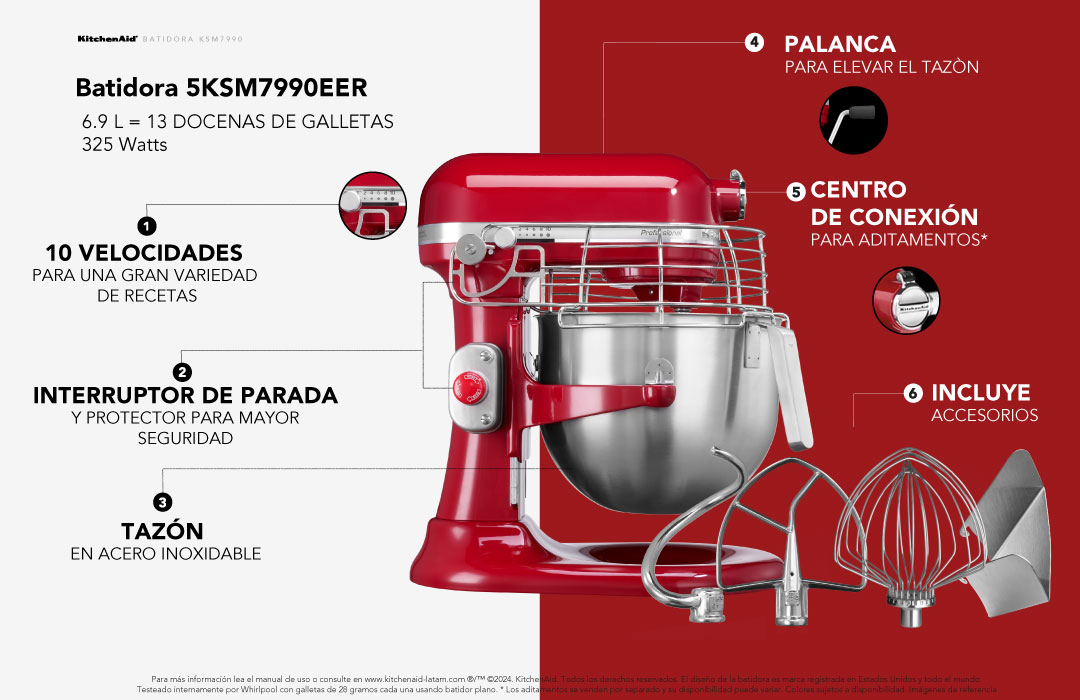 KitchenAid® BATIDORA KSM7990
Batidora 5KSM7990EER
6.9 L = 13 DOCENAS DE GALLETAS
325 Watts
1
10 VELOCIDADES
PARA UNA GRAN VARIEDAD
DE RECETAS
2
INTERRUPTOR DE PARADA
Y PROTECTOR PARA MAYOR
SEGURIDAD
3
TAZÓN
EN ACERO INOXIDABLE
4 PALANCA
PARA ELEVAR EL TAZÒN
5 CENTRO
DE CONEXIÓN
PARA ADITAMENTOS*
KitchenAid
6 INCLUYE
ACCESORIOS
2 4 6 8 10
Professional
Para más información lea el manual de uso o consulte en www.kitchenaid-latam.com ®/™ ©2024. KitchenAid. Todos los derechos reservados. El diseño de la batidora es marca registrada en Estados Unidos y todo el mundo.
Testeado internamente por Whirlpool con galletas de 28 gramos cada una usando batidor plano. * Los aditamentos se venden por separado y su disponibilidad puede variar. Colores sujetos a disponibilidad. Imágenes de referencia